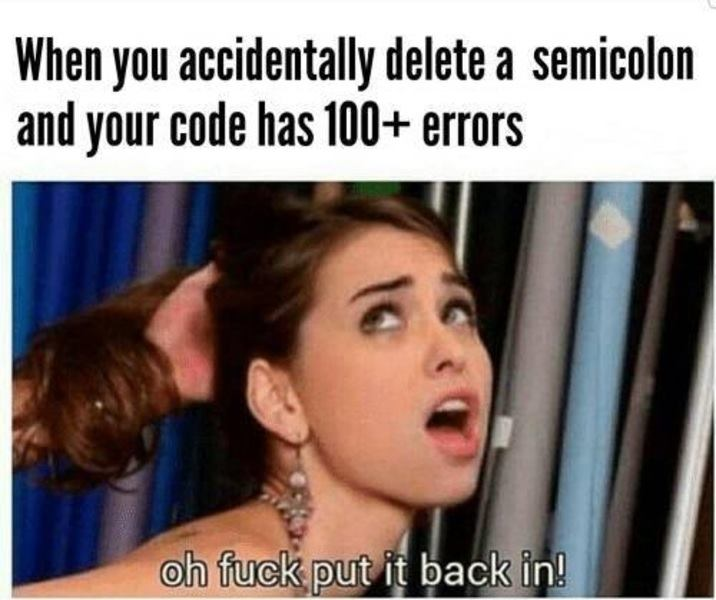 When you accidentally delete a semicolon
and your code has 100+ errors
oh fuck put it back in!